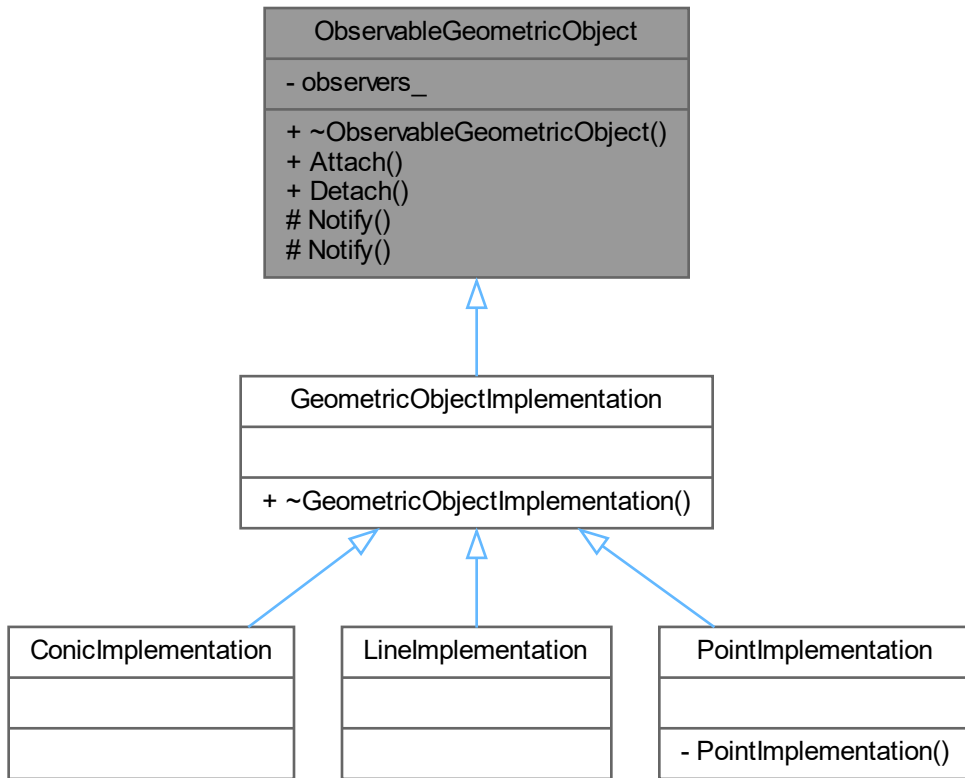 ObservableGeometricObject
- observers_
+ ~ObservableGeometricObject()
+ Attach()
+ Detach()
# Notify()
# Notify()
GeometricObjectImplementation
+ ~GeometricObjectImplementation()
ConicImplementation
LineImplementation
PointImplementation
- PointImplementation()